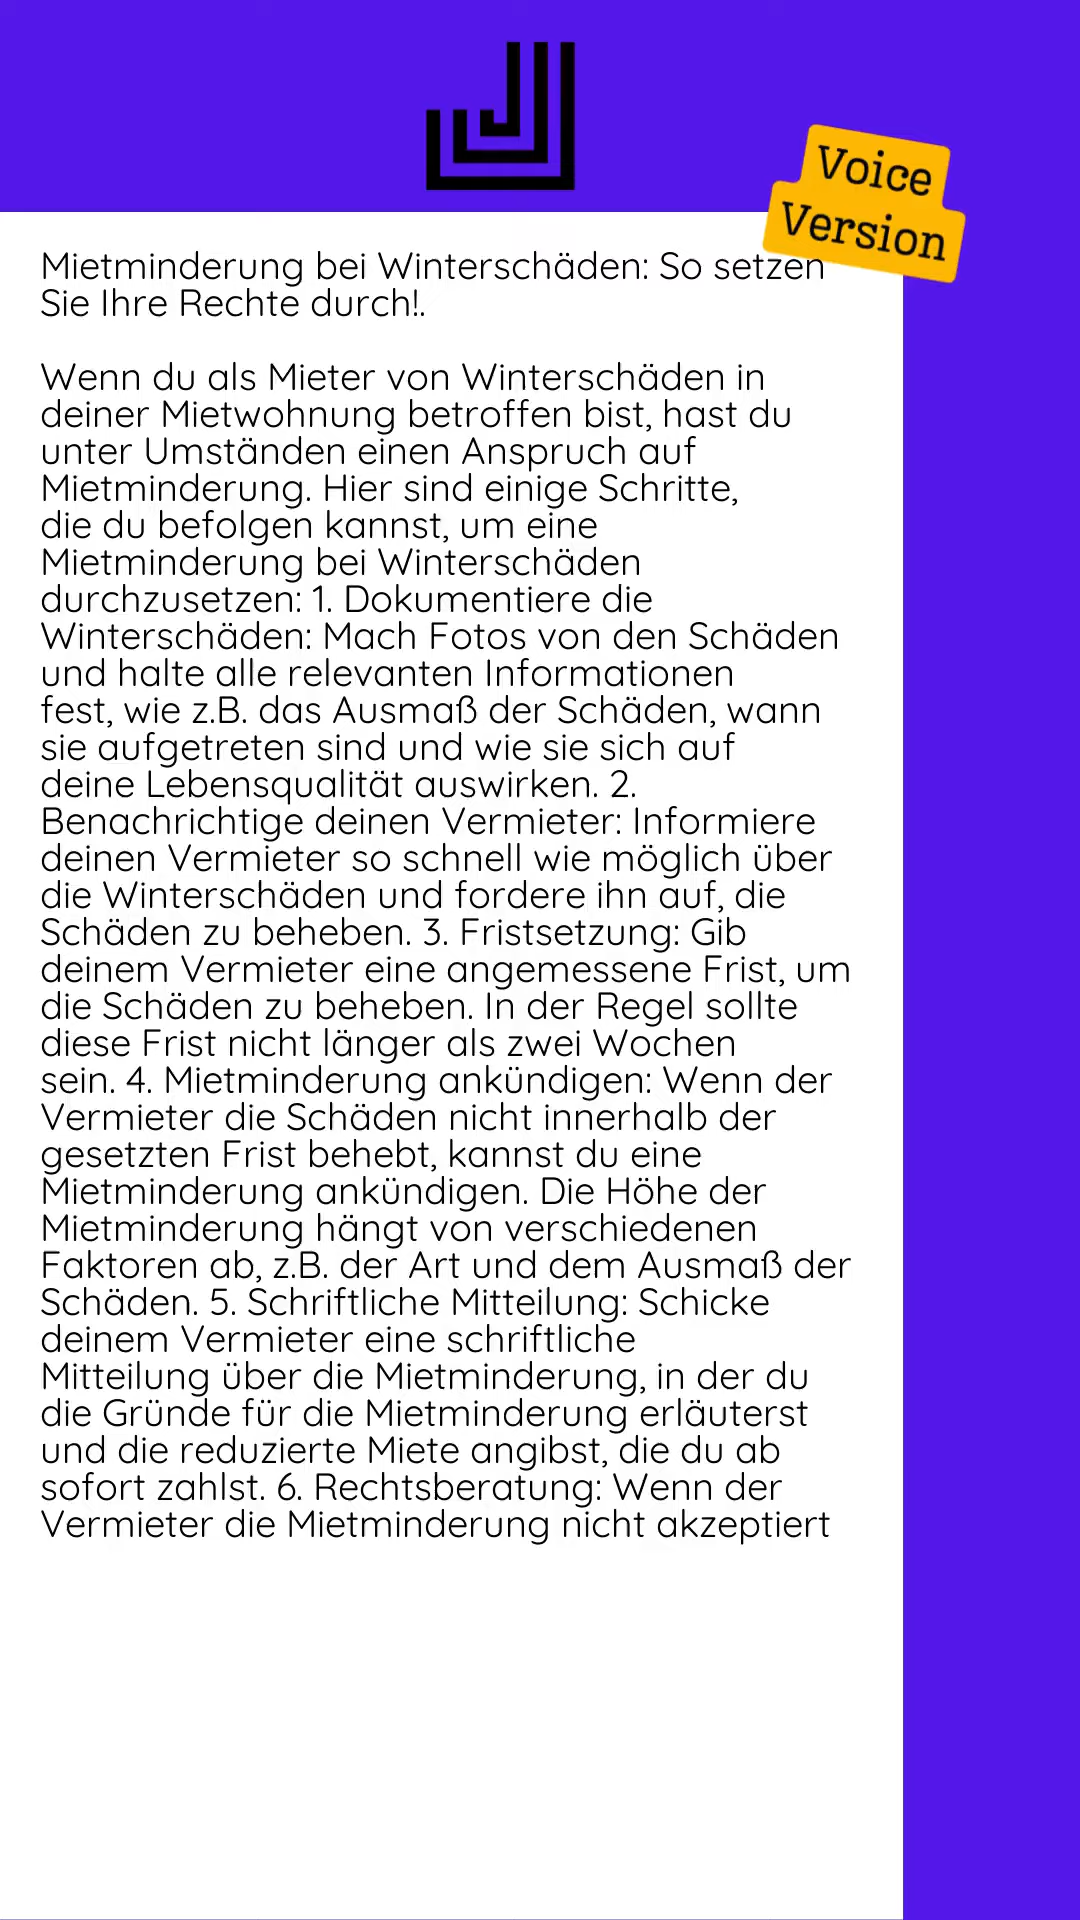 Voice
Version
Mietminderung bei Winterschäden: So setzen
Sie Ihre Rechte durch!.
Wenn du als Mieter von Winterschäden in
deiner Mietwohnung betroffen bist, hast du
unter Umständen einen Anspruch auf
Mietminderung. Hier sind einige Schritte,
die du befolgen kannst, um eine
Mietminderung bei Winterschäden
durchzusetzen: 1. Dokumentiere die
Winterschäden: Mach Fotos von den Schäden
und halte alle relevanten Informationen
fest, wie z.B. das Ausmaß der Schäden, wann
sie aufgetreten sind und wie sie sich auf
deine Lebensqualität auswirken. 2.
Benachrichtige deinen Vermieter: Informiere
deinen Vermieter so schnell wie möglich über
die Winterschäden und fordere ihn auf, die
Schäden zu beheben. 3. Fristsetzung: Gib
deinem Vermieter eine angemessene Frist, um
die Schäden zu beheben. In der Regel sollte
diese Frist nicht länger als zwei Wochen
sein. 4. Mietminderung ankündigen: Wenn der
Vermieter die Schäden nicht innerhalb der
gesetzten Frist behebt, kannst du eine
Mietminderung ankündigen. Die Höhe der
Mietminderung hängt von verschiedenen
Faktoren ab, z.B. der Art und dem Ausmaß der
Schäden. 5. Schriftliche Mitteilung: Schicke
deinem Vermieter eine schriftliche
Mitteilung über die Mietminderung, in der du
die Gründe für die Mietminderung erläuterst
und die reduzierte Miete angibst, die du ab
sofort zahlst. 6. Rechtsberatung: Wenn der
Vermieter die Mietminderung nicht akzeptiert